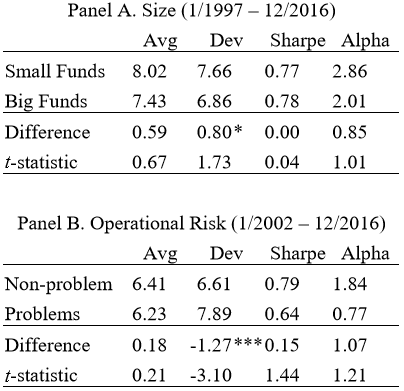 Panel A. Size (1/1997 – 12/2016)
Avg Dev Sharpe Alpha
Small Funds 8.02 7.66 0.77 2.86
Big Funds 7.43 6.86 0.78 2.01
Difference 0.59 0.80* 0.00 0.85
t-statistic 0.67 1.73 0.04 1.01
Panel B. Operational Risk (1/2002 – 12/2016)
Avg Dev Sharpe Alpha
Non-problem 6.41 6.61 0.79 1.84
Problems 6.23 7.89 0.64 0.77
Difference 0.18 -1.27*** 0.15 1.07
t-statistic 0.21 -3.10 1.44 1.21